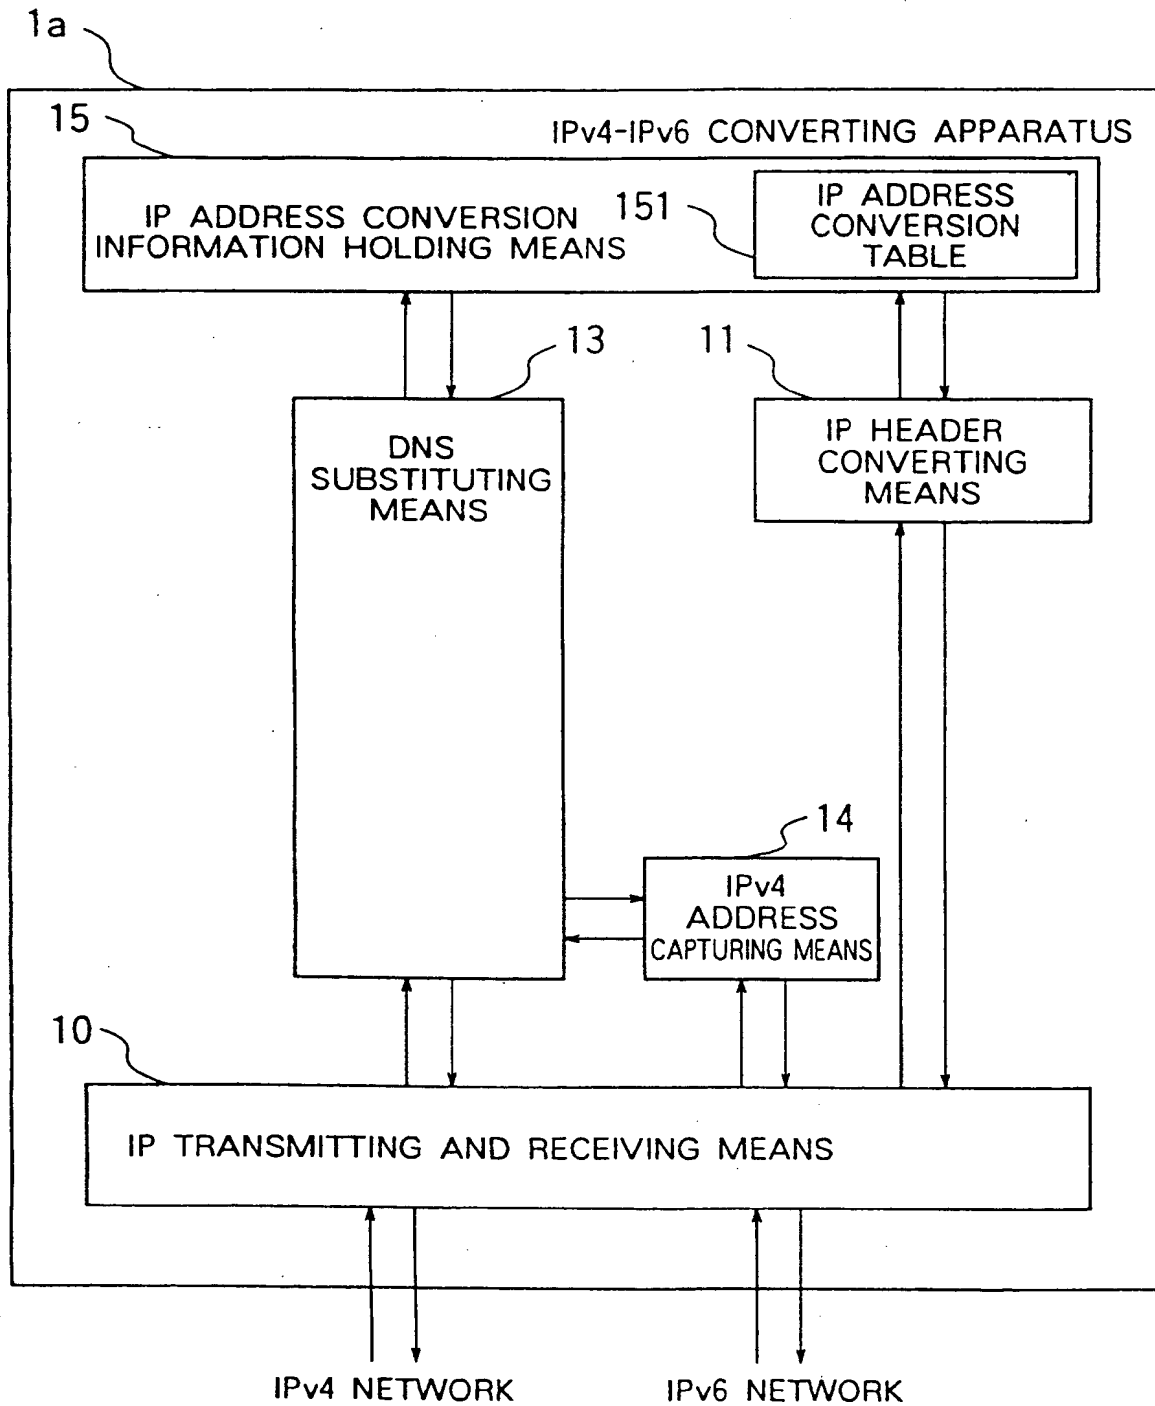 1a
15
IPv4-IPv6 CONVERTING APPARATUS
IP ADDRESS CONVERSION
INFORMATION HOLDING MEANS
151
IP ADDRESS
CONVERSION
TABLE
13
11
DNS
SUBSTITUTING
MEANS
IP HEADER
CONVERTING
MEANS
14
IPv4
ADDRESS
CAPTURING MEANS
10
IP TRANSMITTING AND RECEIVING MEANS
IPv4 NETWORK
IPv6 NETWORK